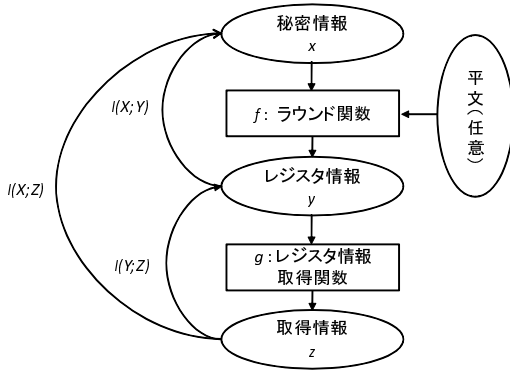 秘密情報
x
I(X;Y)
f: ラウンド関数
平文(任意)
レジスタ情報
y
I(X;Z)
I(Y;Z)
g:レジスタ情報
取得関数
取得情報
z